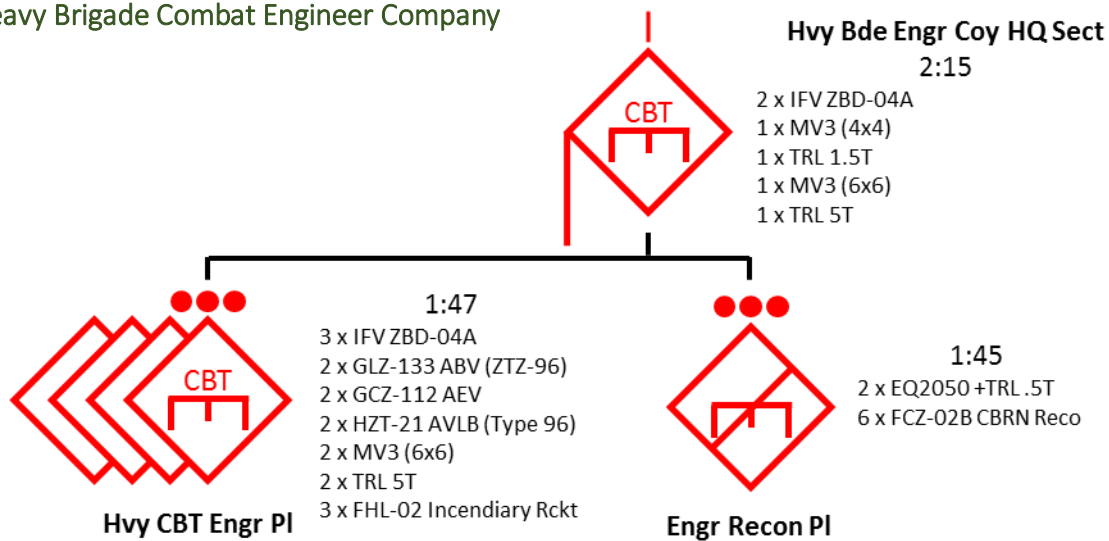 eavy Brigade Combat Engineer Company
Hvy Bde Engr Coy HQ Sect
2:15
2 x IFV ZBD-04A
1 x MV3 (4x4)
1 x TRL 1.5T
1 x MV3 (6x6)
1 x TRL 5T
CBT
1:47
3 x IFV ZBD-04A
2 x GLZ-133 ABV (ZTZ-96)
2 x GCZ-112 AEV
2 x HZT-21 AVLB (Type 96)
2 x MV3 (6x6)
2 x TRL 5T
3 x FHL-02 Incendiary Rckt
CBT
Hvy CBT Engr Pl
1:45
2 x EQ2050 +TRL .5T
6 x FCZ-02B CBRN Reco
Engr Recon Pl